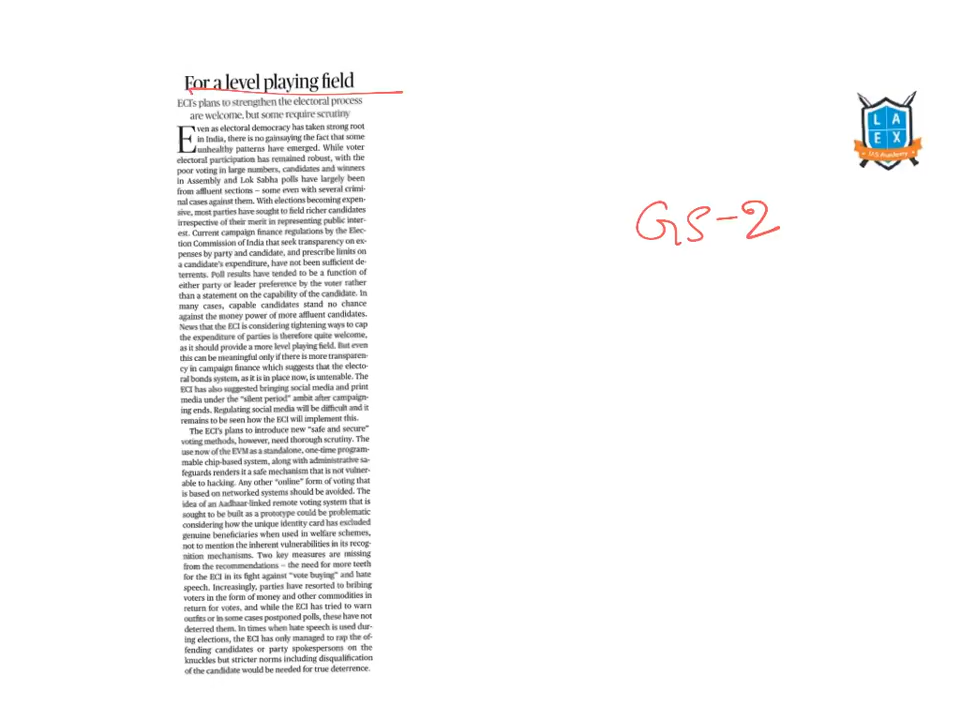 For a level playing field
ECI's plans to strengthen the electoral process
are welcome, but some require scrutiny
Even as electoral democracy has taken strong root
in India, there is no gainsaying the fact that some
unhealthy patterns have emerged. While voter
electoral participation has remained robust, with the
poor voting in large numbers, candidates and winners
in Assembly and Lok Sabha polls have largely been
from affluent sections – some even with several crimi-
nal cases against them. With elections becoming expen-
sive, most parties have sought to field richer candidates
irrespective of their merit in representing public inter-
est. Current campaign finance regulations by the Elec-
tion Commission of India that seek transparency on ex-
penses by party and candidate, and prescribe limits on
a candidate's expenditure, have not been sufficient de-
terrents. Poll results have tended to be a function of
either party or leader preference by the voter rather
than a statement on the capability of the candidate. In
many cases, capable candidates stand no chance
against the money power of more affluent candidates.
News that the ECI is considering tightening ways to cap
the expenditure of parties is therefore quite welcome,
as it should provide a more level playing field. But even
this can be meaningful only if there is more transparen-
cy in campaign finance which suggests that the electo-
ral bonds system, as it is in place now, is untenable. The
ECI has also suggested bringing social media and print
media under the "silent period" ambit after campaign-
ing ends. Regulating social media will be difficult and it
remains to be seen how the ECI will implement this.
The ECI's plans to introduce new "safe and secure"
voting methods, however, need thorough scrutiny. The
use now of the EVM as a standalone, one-time program-
mable chip-based system, along with administrative sa-
feguards renders it a safe mechanism that is not vulner-
able to hacking. Any other "online" form of voting that
is based on networked systems should be avoided. The
idea of an Aadhaar-linked remote voting system that is
sought to be built as a prototype could be problematic
considering how the unique identity card has excluded
genuine beneficiaries when used in welfare schemes,
not to mention the inherent vulnerabilities in its recog-
nition mechanisms. Two key measures are missing
from the recommendations – the need for more teeth
for the ECI in its fight against "vote buying" and hate
speech. Increasingly, parties have resorted to bribing
voters in the form of money and other commodities in
return for votes, and while the ECI has tried to warn
outfits or in some cases postponed polls, these have not
deterred them. In times when hate speech is used dur-
ing elections, the ECI has only managed to rap the of-
fending candidates or party spokespersons on the
knuckles but stricter norms including disqualification
of the candidate would be needed for true deterrence.
GS-2
L A
E X
IAS Academy